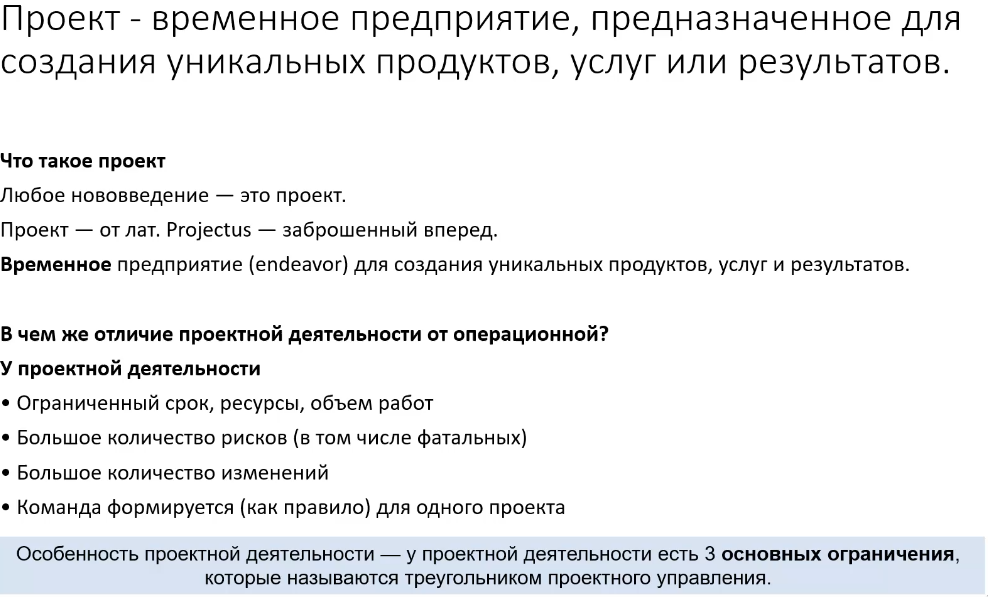 Проект - временное предприятие, предназначенное для
создания уникальных продуктов, услуг или результатов.
Что такое проект
Любое нововведение — это проект.
Проект — от лат. Projectus — заброшенный вперед.
Временное предприятие (endeavor) для создания уникальных продуктов, услуг и результатов.
В чем же отличие проектной деятельности от операционной?
У проектной деятельности
• Ограниченный срок, ресурсы, объем работ
• Большое количество рисков (в том числе фатальных)
• Большое количество изменений
• Команда формируется (как правило) для одного проекта
Особенность проектной деятельности — у проектной деятельности есть 3 основных ограничения,
которые называются треугольником проектного управления.